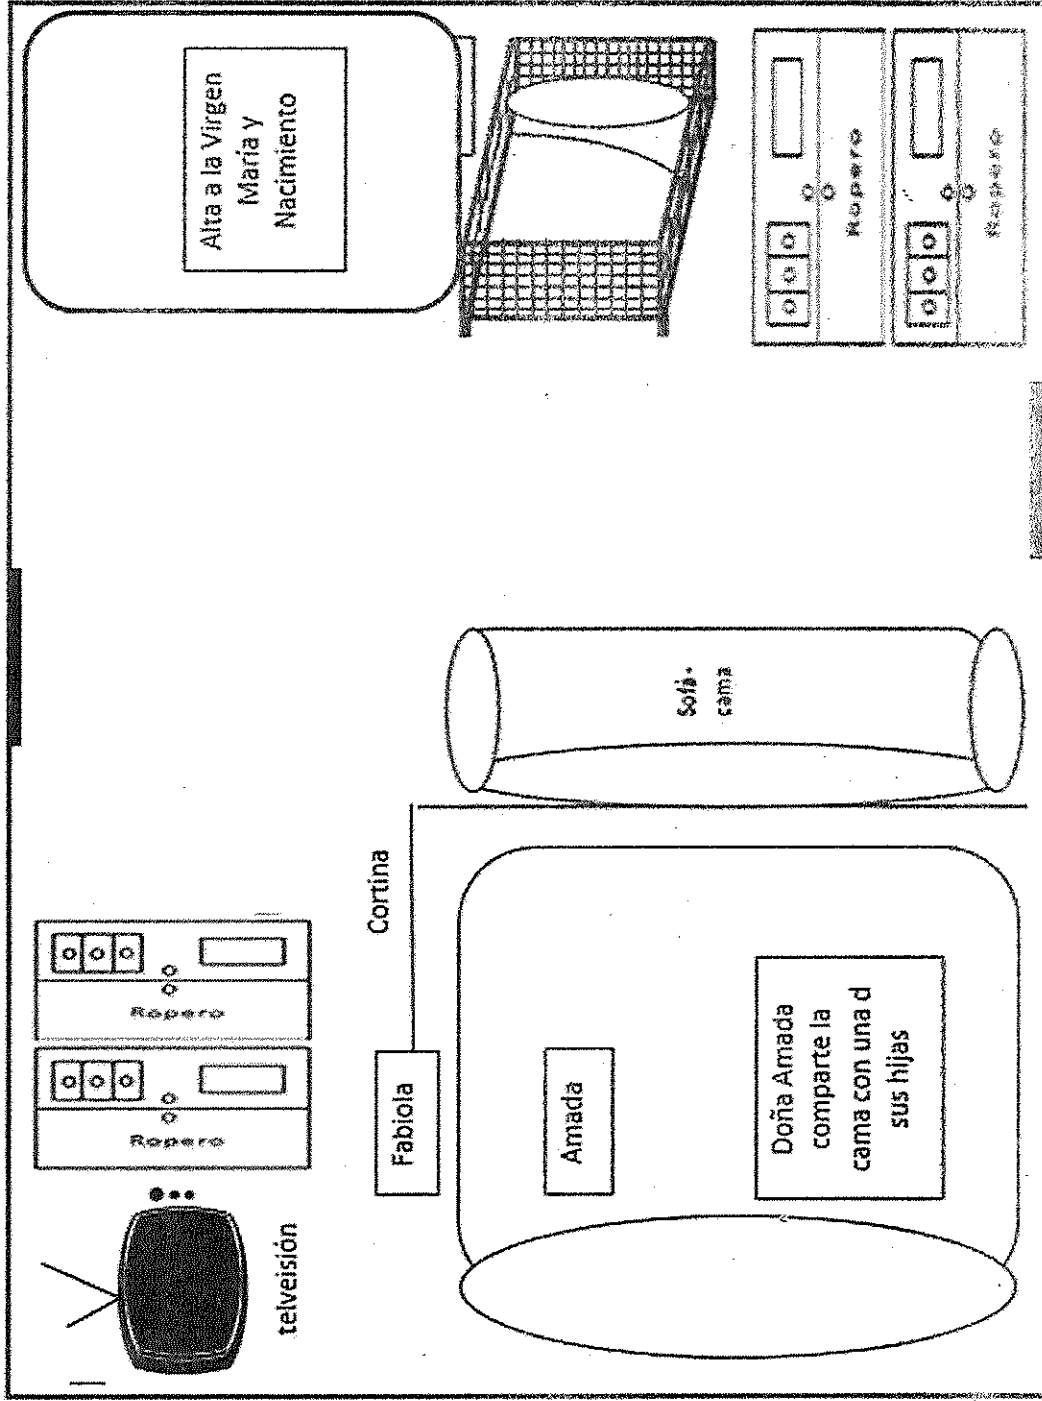 telveisión
Ropero
Ropero
Cortina
Fabiola
Amada
Doña Amada
comparte la
cama con una d
sus hijas
Sofá-
cama
Alta a la Virgen
María y
Nacimiento
Ropero
Ropero